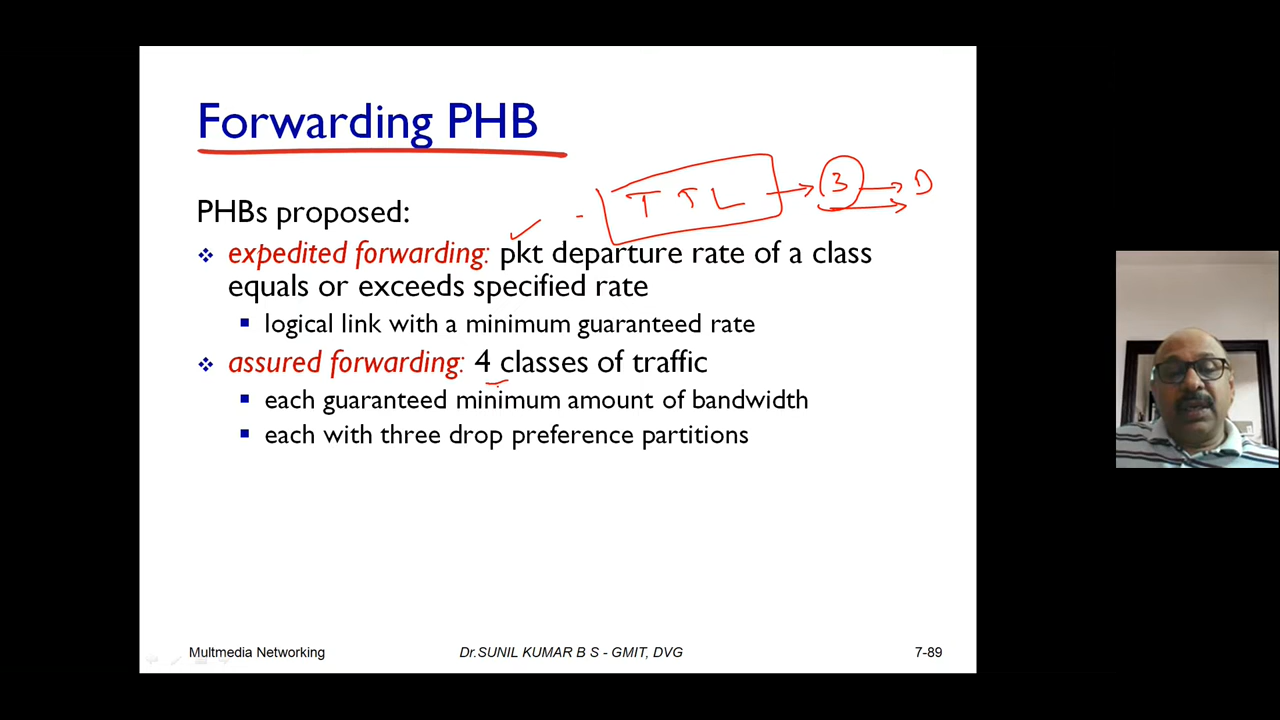 Forwarding PHB
T T L → 3 → D
PHBs proposed:
expedited forwarding: pkt departure rate of a class
equals or exceeds specified rate
logical link with a minimum guaranteed rate
assured forwarding: 4 classes of traffic
each guaranteed minimum amount of bandwidth
each with three drop preference partitions
Multmedia Networking
Dr.SUNIL KUMAR B S - GMIT, DVG
7-89